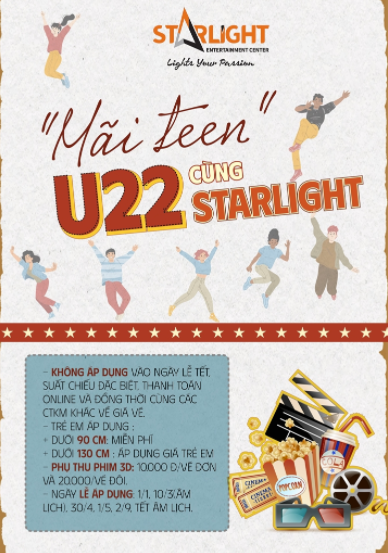 STARLIGHT
ENTERTAINMENT CENTER
Lights Your Passion
"Mãi teen"
U22 CÙNG
STARLIGHT
- KHÔNG ÁP DỤNG VÀO NGÀY LỄ TẾT,
SUẤT CHIẾU ĐẶC BIỆT, THANH TOÁN
ONLINE VÀ ĐỒNG THỜI CÙNG CÁC
CTKM KHÁC VỀ GIÁ VÉ.
- TRẺ EM ÁP DỤNG :
+ DƯỚI 90 CM: MIỄN PHÍ
+ DƯỚI 130 CM : ÁP DỤNG GIÁ TRẺ EM
- PHỤ THU PHIM 3D: 10.000 Đ/VÉ ĐƠN
VÀ 20.000/VÉ ĐÔI.
- NGÀY LỄ ÁP DỤNG: 1/1, 10/3(ÂM
LỊCH), 30/4, 1/5, 2/9, TẾT ÂM LỊCH.
COLA
POPCORN
CINEMA